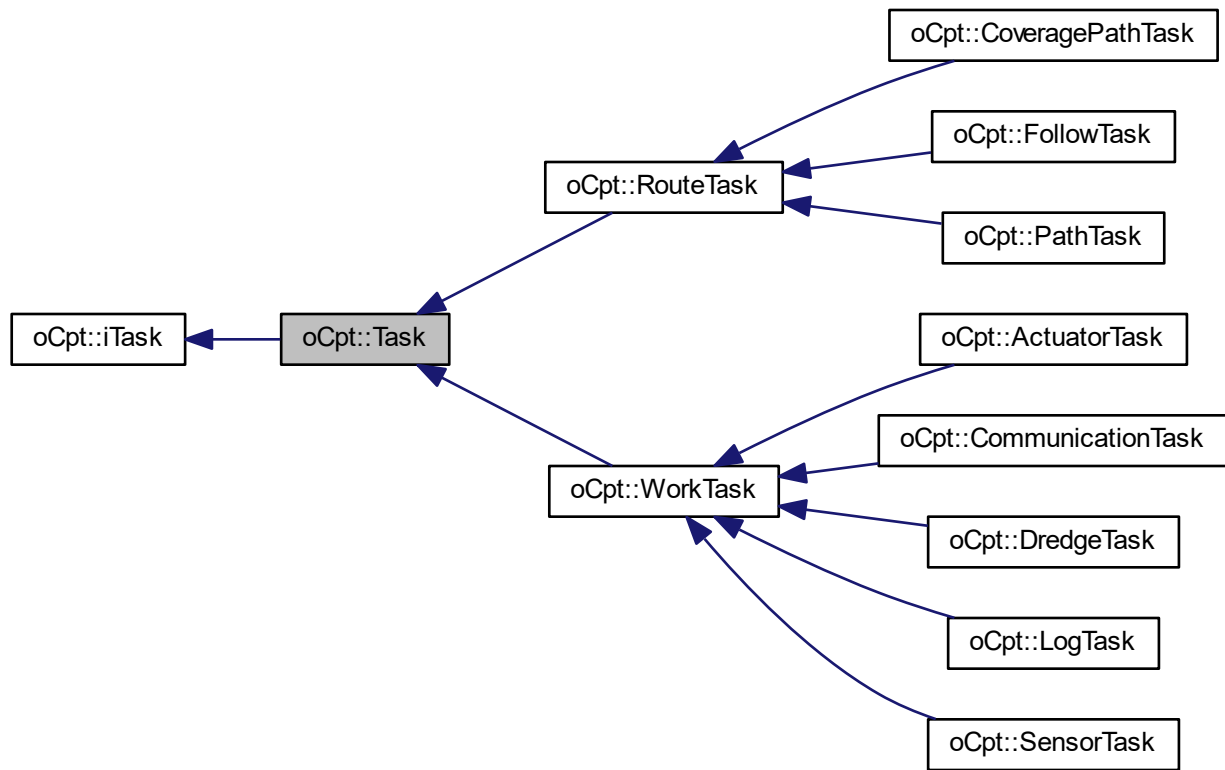 oCpt::CoveragePathTask
oCpt::FollowTask
oCpt::RouteTask
oCpt::PathTask
oCpt::iTask
oCpt::Task
oCpt::ActuatorTask
oCpt::CommunicationTask
oCpt::WorkTask
oCpt::DredgeTask
oCpt::LogTask
oCpt::SensorTask